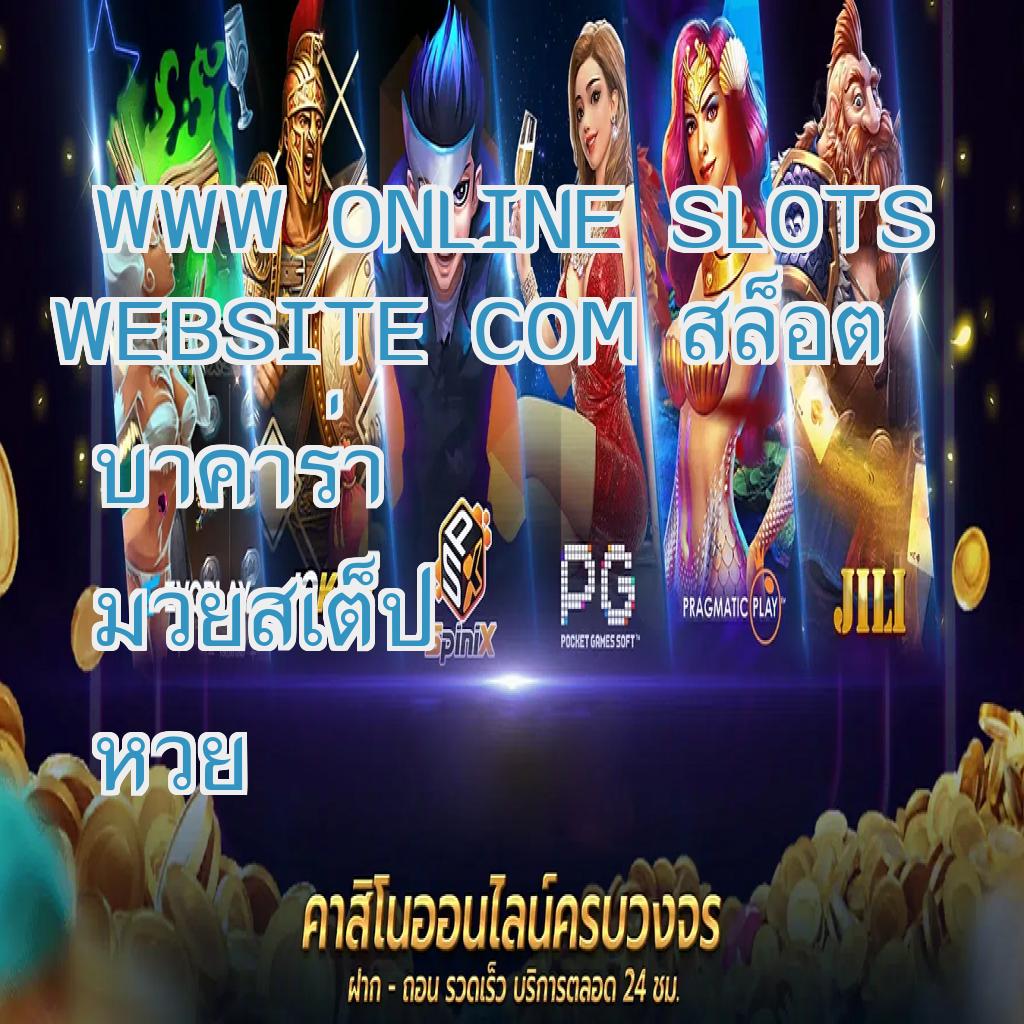 WWW ONLINE SLOTS
WEBSITE COM สล็อต
บาคาร่า
มวยสเต็ป
หวย
SpiniX
PG
POCKET GAMES SOFT™
PRAGMATIC PLAY™
JILI
คาสิโนออนไลน์ครบวงจร
ฝาก - ถอน รวดเร็ว บริการตลอด 24 ชม.